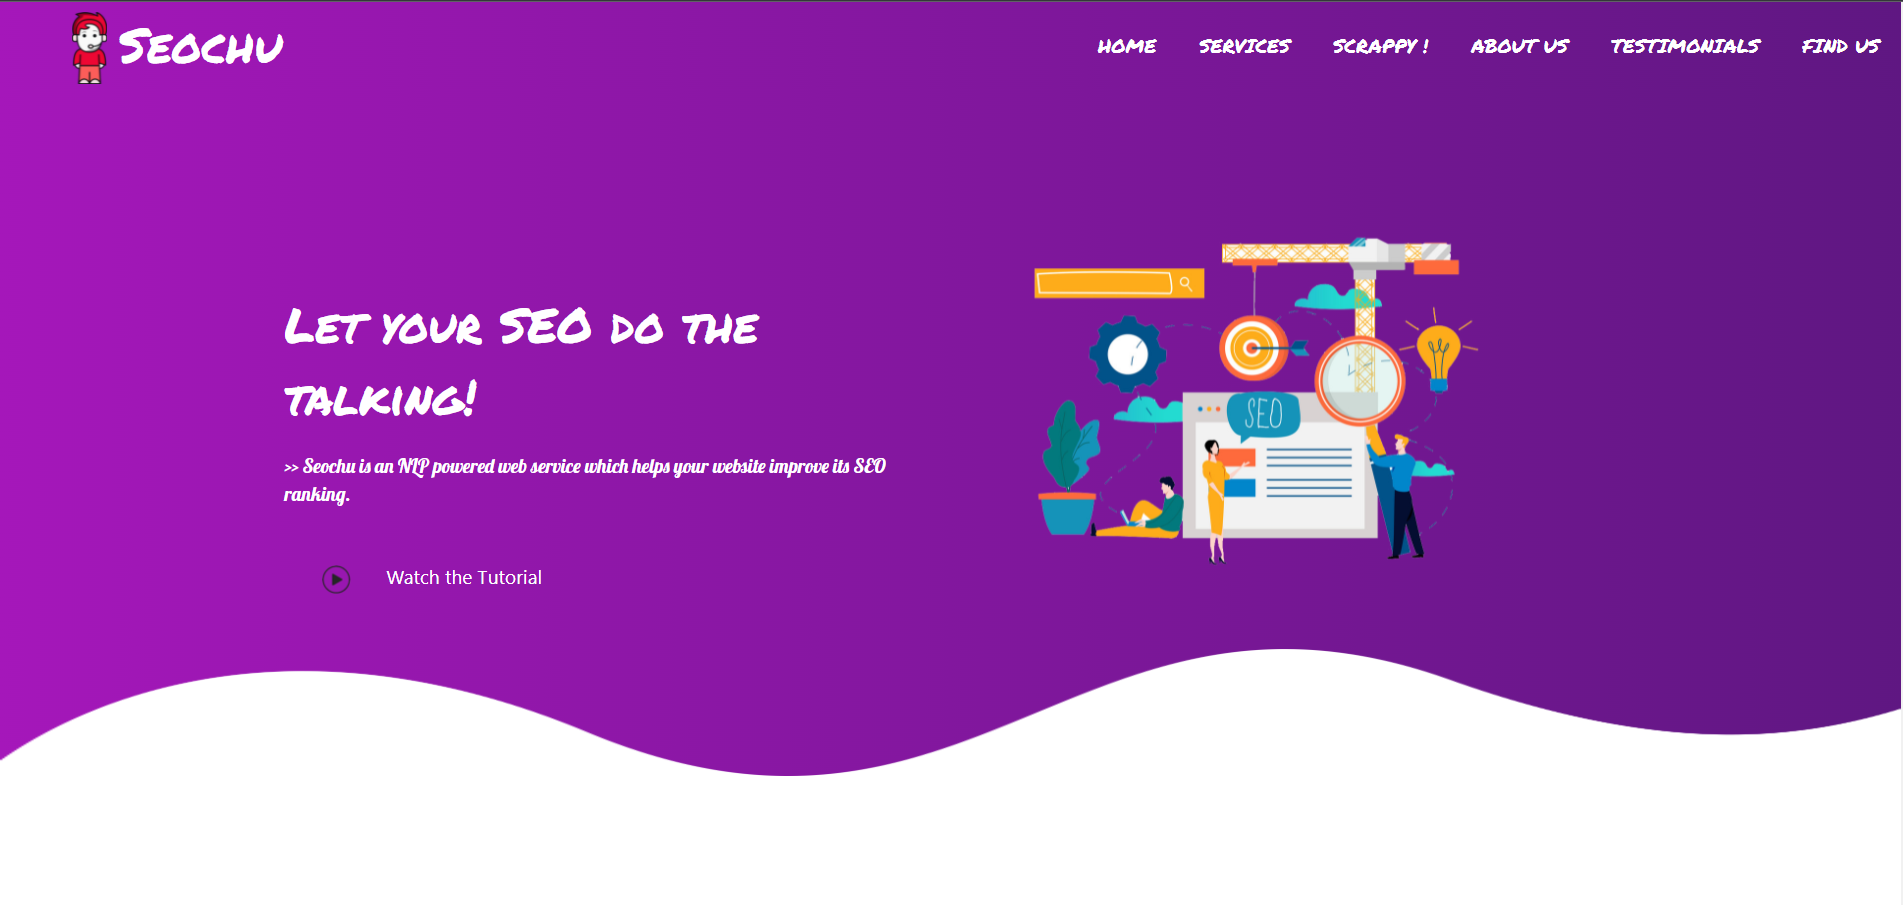 Seochu
HOME SERVICES SCRAPPY ! ABOUT US TESTIMONIALS FIND US
Let your SEO do the
talking!
>> Seochu is an NLP powered web service which helps your website improve its SEO
ranking.
Watch the Tutorial
SEO